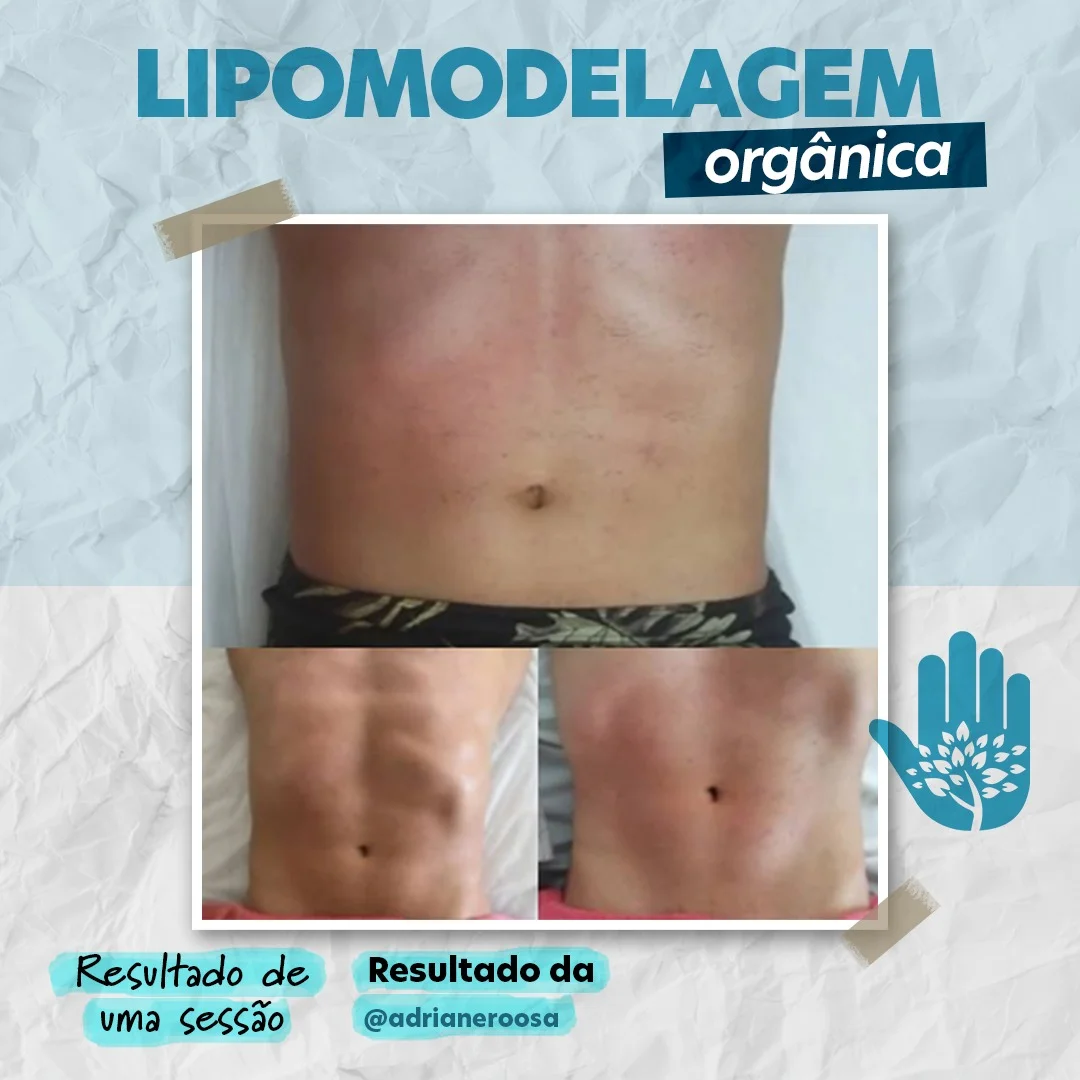 LIPOMODELAGEM
orgânica
Resultado de
uma sessão
Resultado da
@adrianeroosa